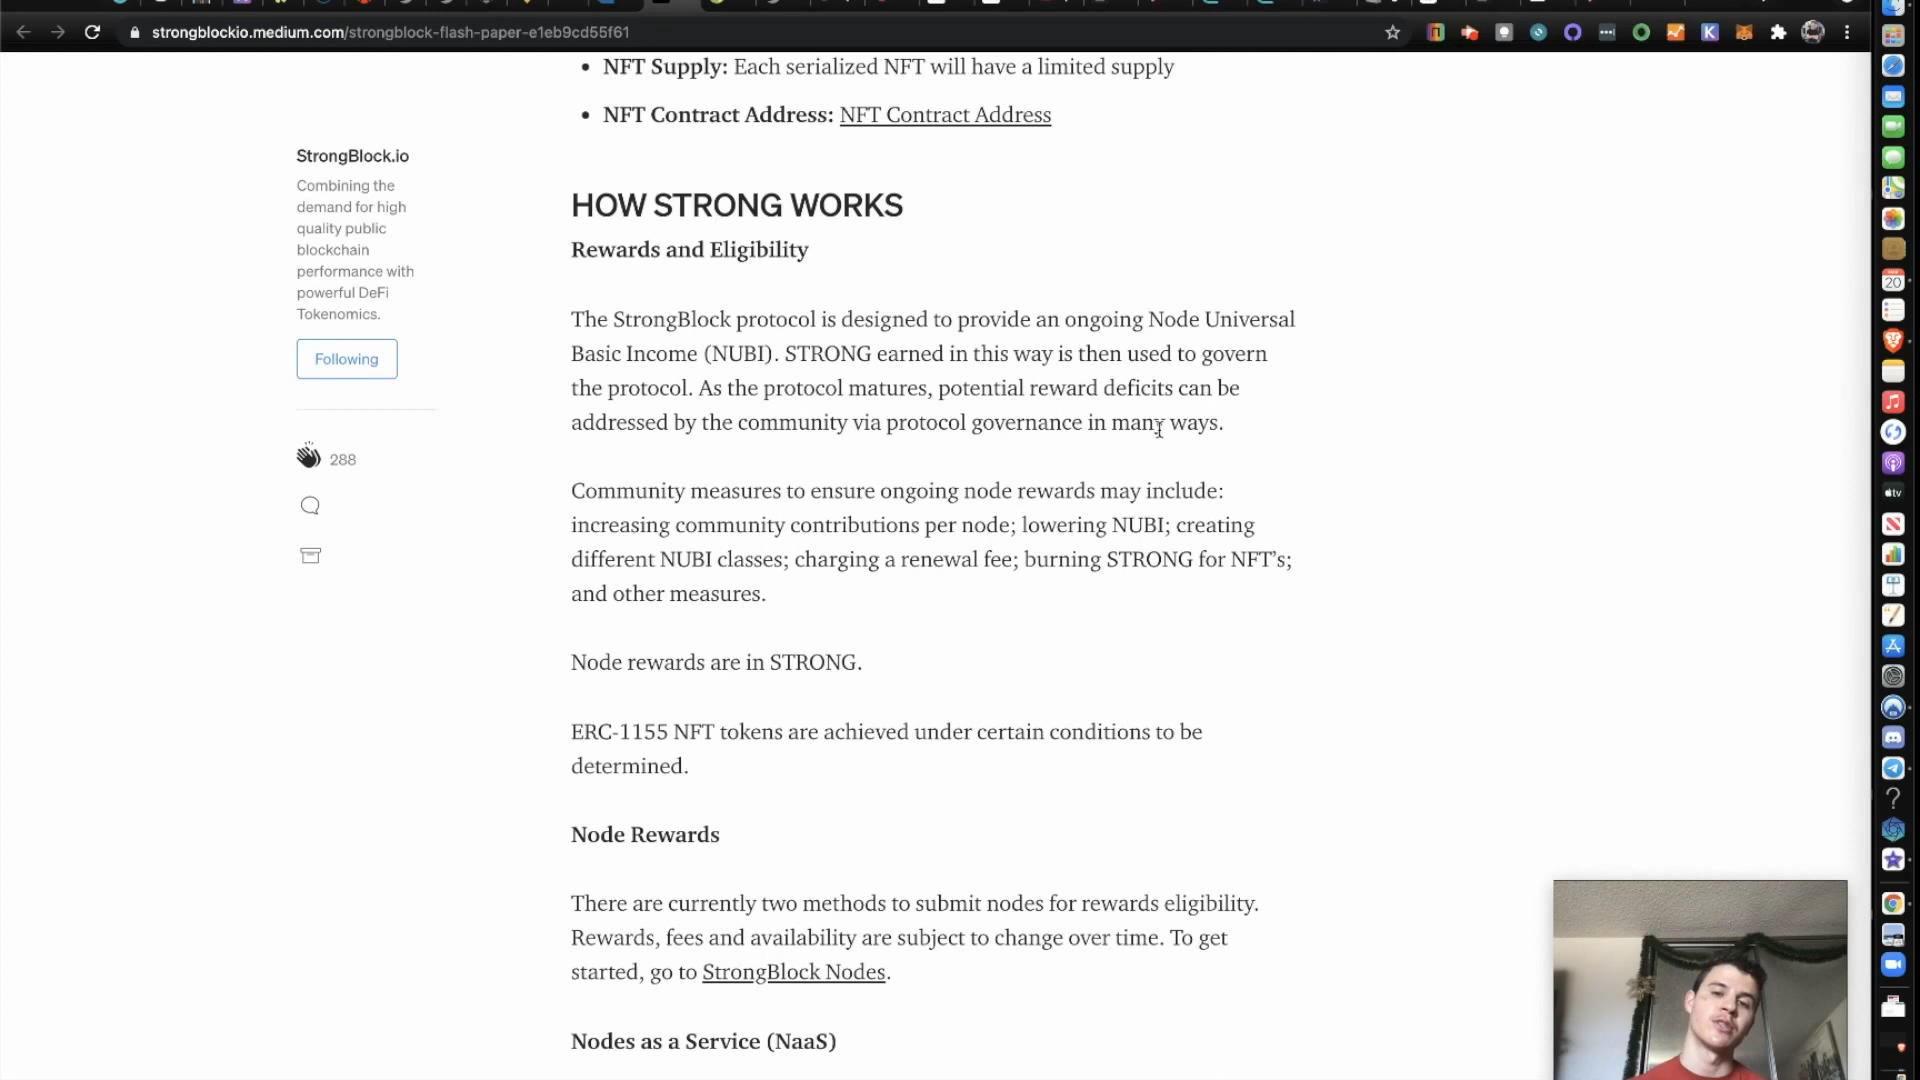 strongblockio.medium.com/strongblock-flash-paper-e1eb9cd55f61
NFT Supply: Each serialized NFT will have a limited supply
NFT Contract Address: NFT Contract Address
StrongBlock.io
Combining the
demand for high
quality public
blockchain
performance with
powerful DeFi
Tokenomics.
Following
288
HOW STRONG WORKS
Rewards and Eligibility
The StrongBlock protocol is designed to provide an ongoing Node Universal
Basic Income (NUBI). STRONG earned in this way is then used to govern
the protocol. As the protocol matures, potential reward deficits can be
addressed by the community via protocol governance in many ways.
Community measures to ensure ongoing node rewards may include:
increasing community contributions per node; lowering NUBI; creating
different NUBI classes; charging a renewal fee; burning STRONG for NFT’s;
and other measures.
Node rewards are in STRONG.
ERC-1155 NFT tokens are achieved under certain conditions to be
determined.
Node Rewards
There are currently two methods to submit nodes for rewards eligibility.
Rewards, fees and availability are subject to change over time. To get
started, go to StrongBlock Nodes.
Nodes as a Service (NaaS)
20
tv